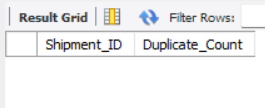 Result Grid Filter Rows:
Shipment_ID Duplicate_Count